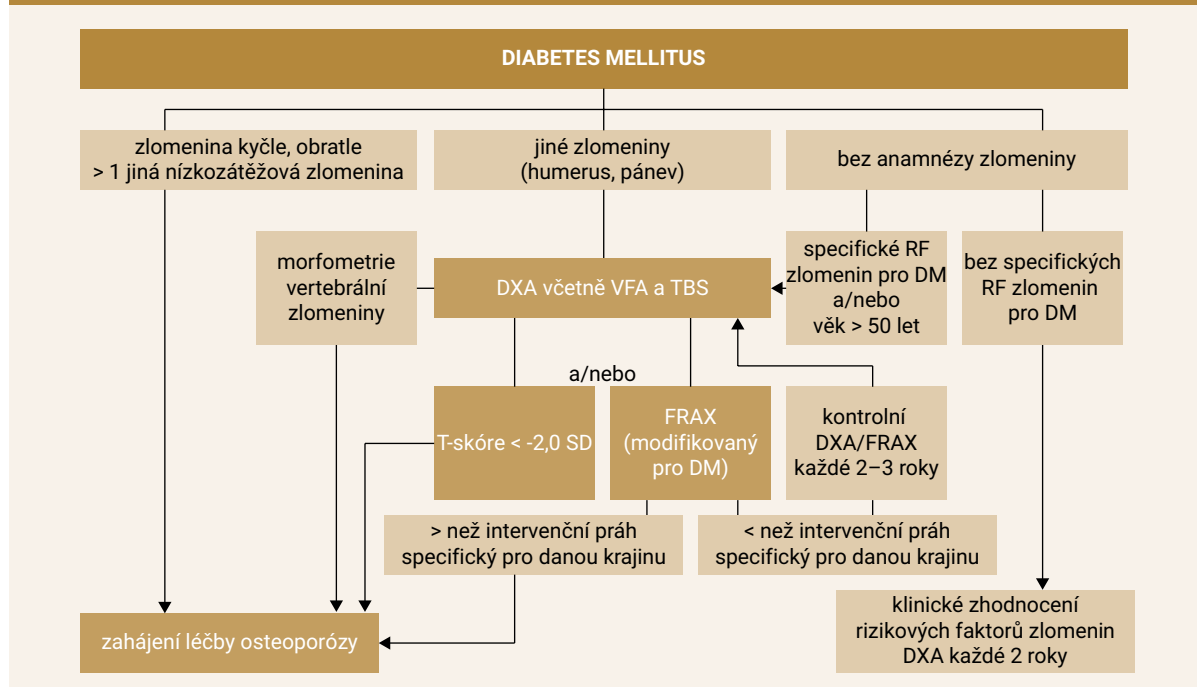 DIABETES MELLITUS
zlomenina kyčle, obratle
> 1 jiná nízkozátěžová zlomenina
jiné zlomeniny
(humerus, pánev)
bez anamnézy zlomeniny
morfometrie
vertebrální
zlomeniny
DXA včetně VFA a TBS
specifické RF
zlomenin pro DM
a/nebo
věk > 50 let
bez specifických
RF zlomenin
pro DM
a/nebo
T-skóre < -2,0 SD
FRAX
(modifikovaný
pro DM)
kontrolní
DXA/FRAX
každé 2–3 roky
> než intervenční práh
specifický pro danou krajinu
< než intervenční práh
specifický pro danou krajinu
zahájení léčby osteoporózy
klinické zhodnocení
rizikových faktorů zlomenin
DXA každé 2 roky